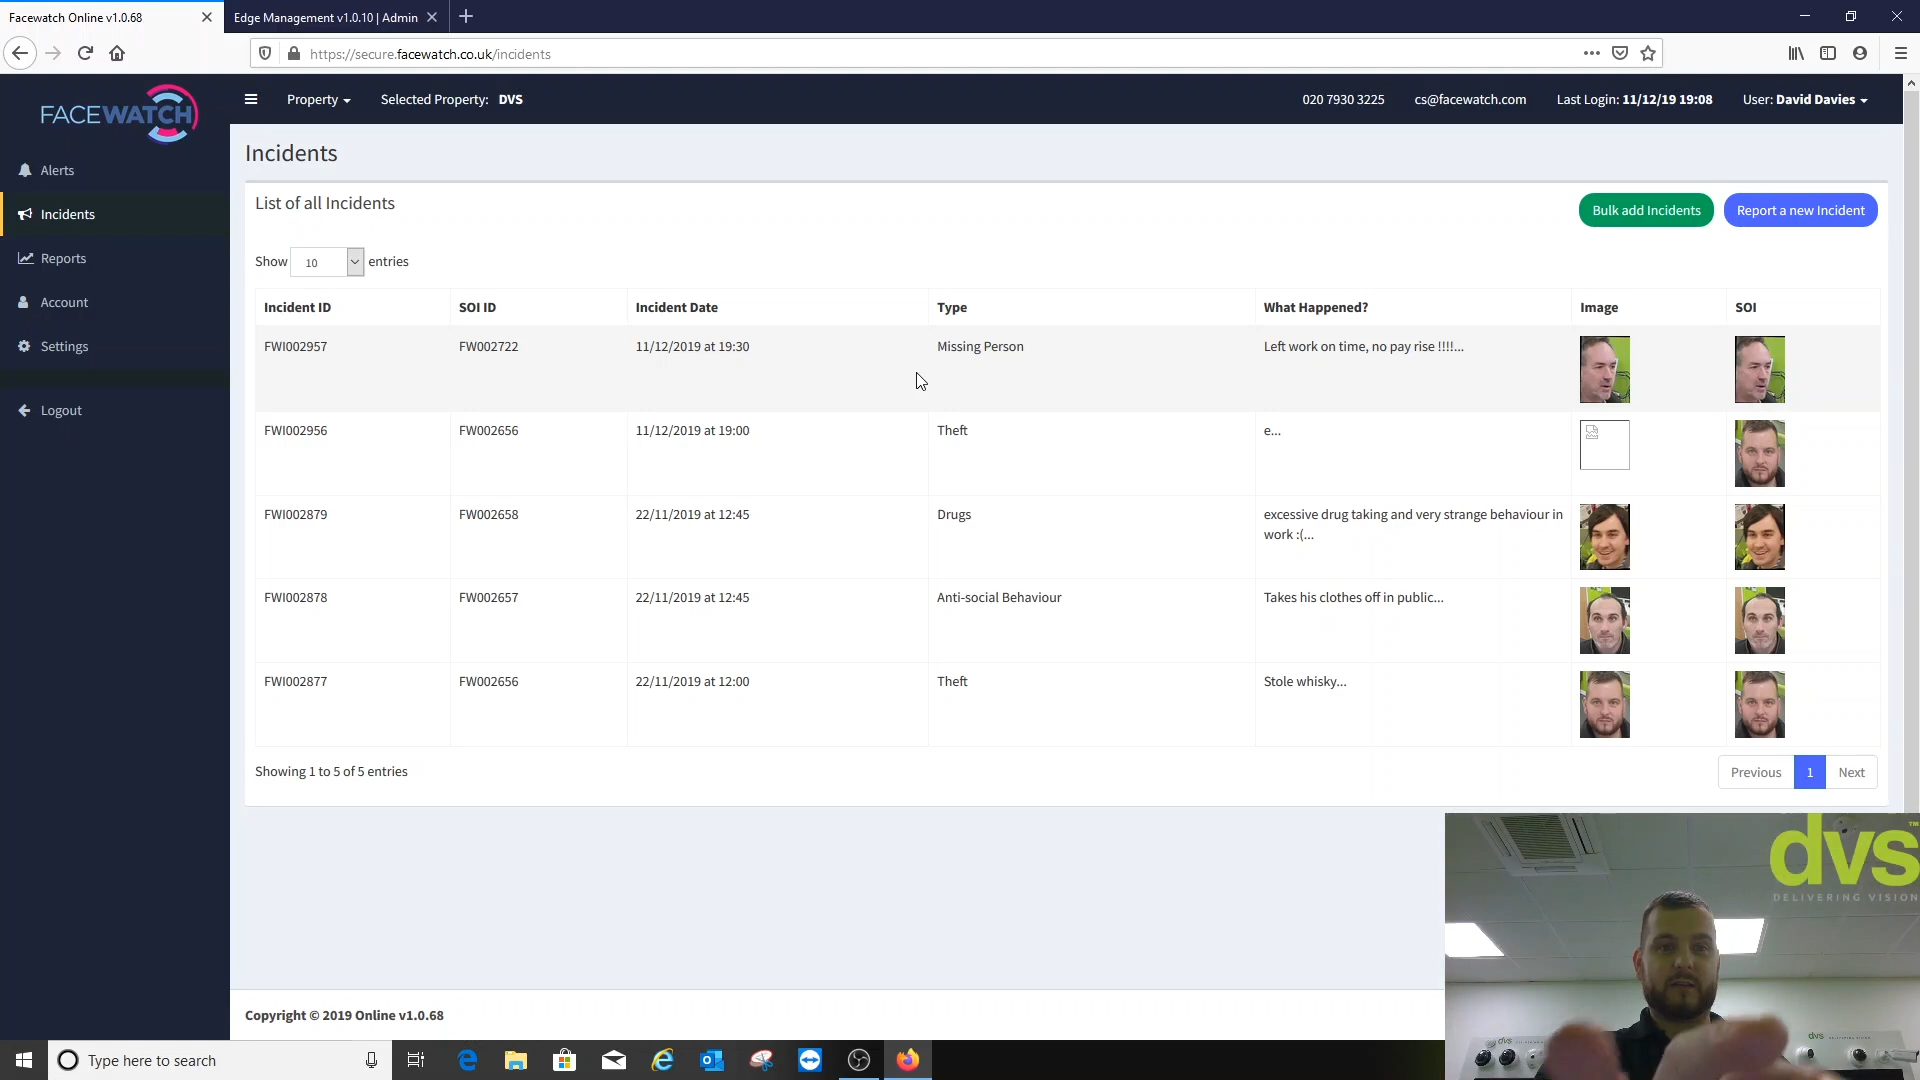 Facewatch Online v1.0.68
Edge Management v1.0.10 | Admin
https://secure.facewatch.co.uk/incidents
FACEWATCH
Property
Selected Property: DVS
020 7930 3225
cs@facewatch.com
Last Login: 11/12/19 19:08
User: David Davies
Alerts
Incidents
Reports
Account
Settings
Logout
Incidents
List of all Incidents
Bulk add Incidents
Report a new Incident
Show 10 entries
Incident ID SOI ID Incident Date Type What Happened? Image SOI
FWI002957 FW002722 11/12/2019 at 19:30 Missing Person Left work on time, no pay rise !!!!...
FWI002956 FW002656 11/12/2019 at 19:00 Theft e...
FWI002879 FW002658 22/11/2019 at 12:45 Drugs excessive drug taking and very strange behaviour in
work :(...
FWI002878 FW002657 22/11/2019 at 12:45 Anti-social Behaviour Takes his clothes off in public...
FWI002877 FW002656 22/11/2019 at 12:00 Theft Stole whisky...
Showing 1 to 5 of 5 entries
Previous 1 Next
dvs™
DELIVERING VISION
dvs
dvs
Copyright © 2019 Online v1.0.68
Type here to search